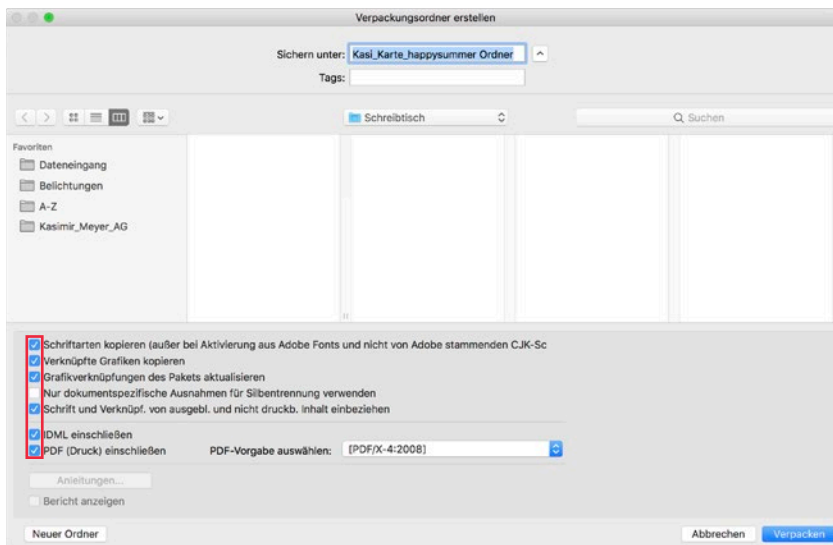 Verpackungsordner erstellen
Sichern unter: Kasi_Karte_happysummer Ordner
Tags:
Schreibtisch
Suchen
Favoriten
Dateneingang
Belichtungen
A-Z
Kasimir_Meyer_AG
Schriftarten kopieren (außer bei Aktivierung aus Adobe Fonts und nicht von Adobe stammenden CJK-Sc
Verknüpfte Grafiken kopieren
Grafikverknüpfungen des Pakets aktualisieren
Nur dokumentspezifische Ausnahmen für Silbentrennung verwenden
Schrift und Verknüpf. von ausgebl. und nicht druckb. Inhalt einbeziehen
IDML einschließen
PDF (Druck) einschließen PDF-Vorgabe auswählen: [PDF/X-4:2008]
Anleitungen...
Bericht anzeigen
Neuer Ordner Abbrechen Verpacken